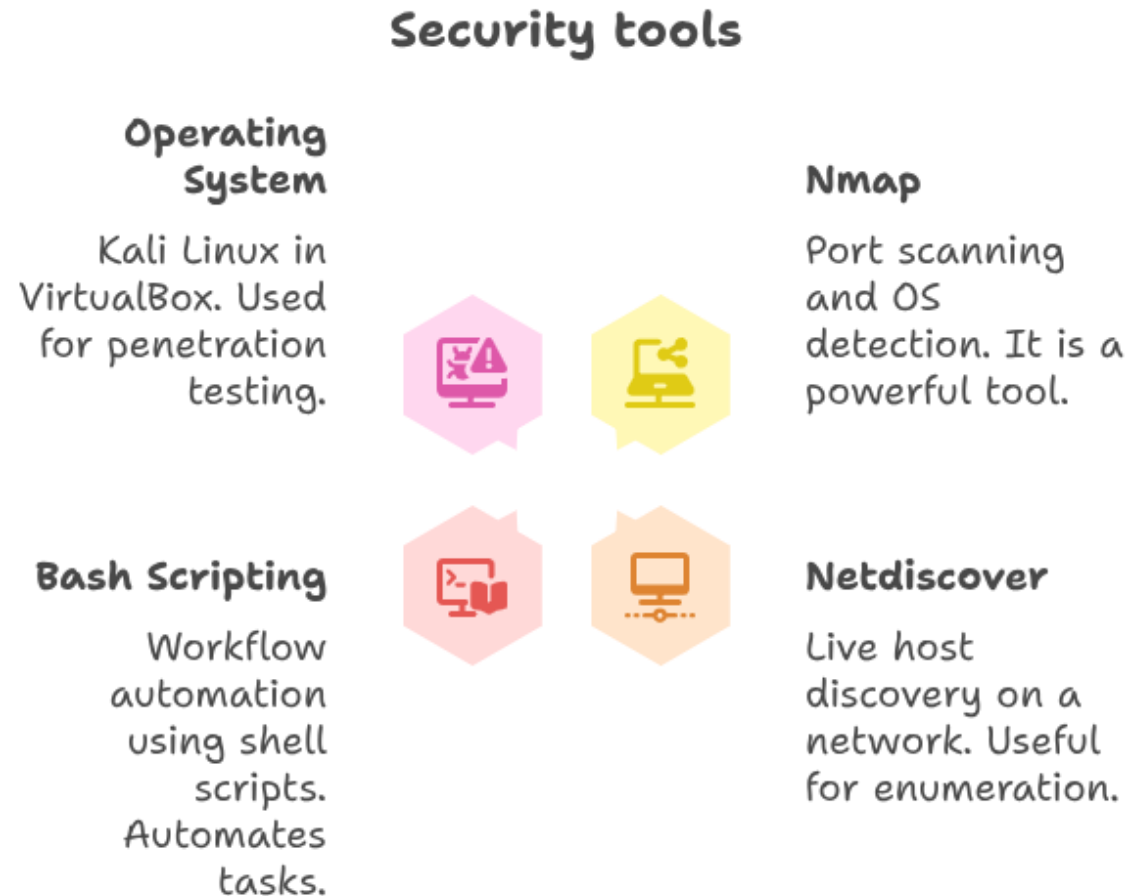 Security tools
Operating
System
Kali Linux in
VirtualBox. Used
for penetration
testing.
Nmap
Port scanning
and OS
detection. It is a
powerful tool.
Bash Scripting
Workflow
automation
using shell
scripts.
Automates
tasks.
Netdiscover
Live host
discovery on a
network. Useful
for enumeration.